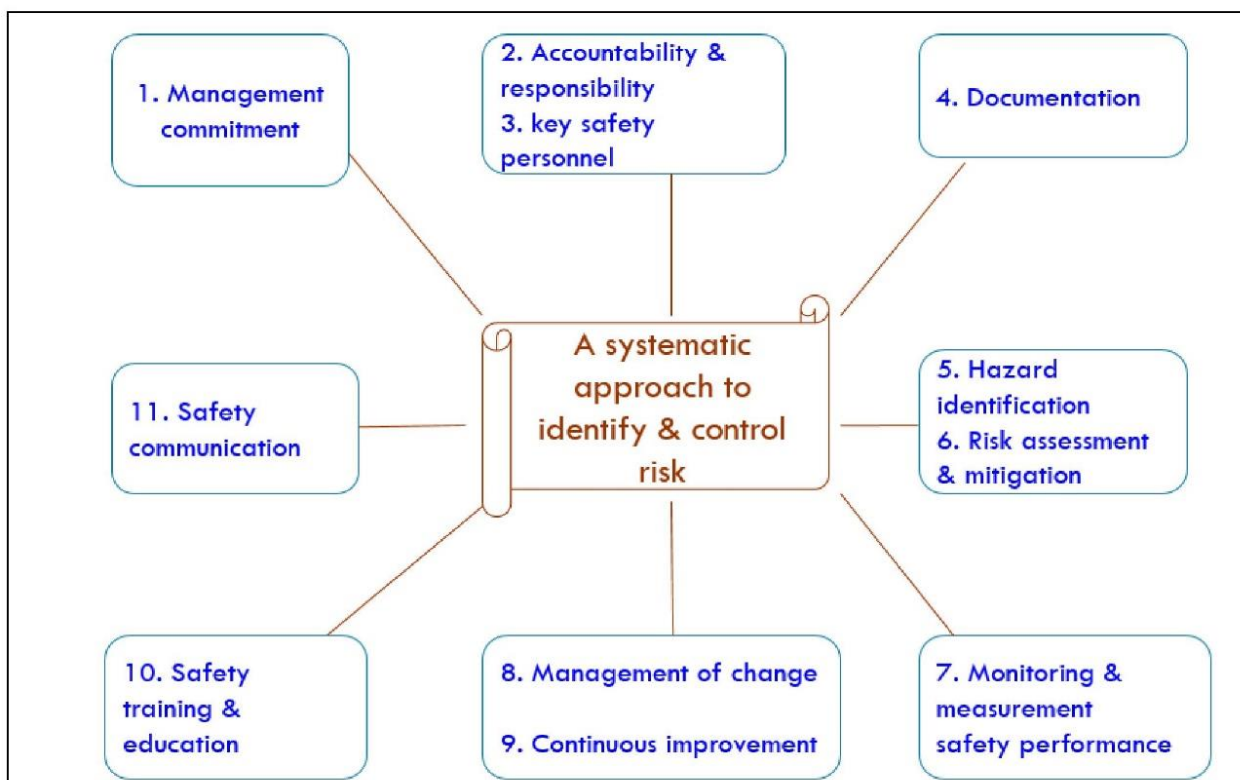 1. Management
commitment
2. Accountability &
responsibility
3. key safety
personnel
4. Documentation
A systematic
approach to
identify & control
risk
5. Hazard
identification
6. Risk assessment
& mitigation
11. Safety
communication
10. Safety
training &
education
8. Management of change
9. Continuous improvement
7. Monitoring &
measurement
safety performance